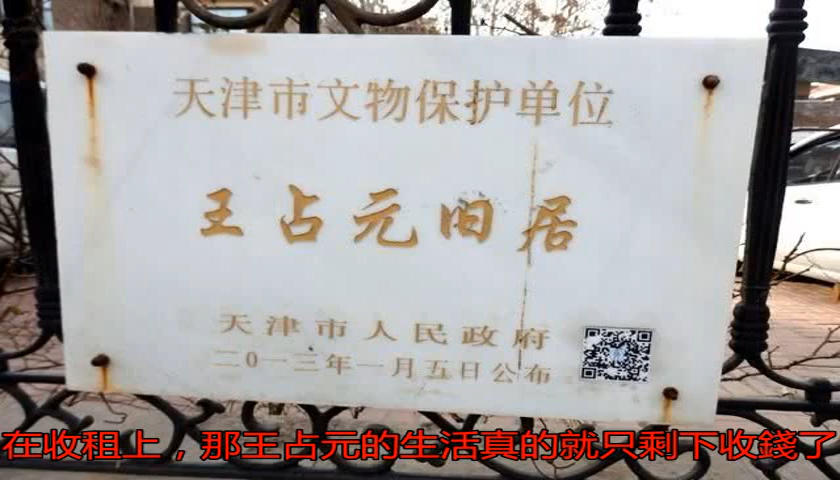 天津市文物保护单位
王占元旧居
天津市人民政府
二〇一三年一月五日公布
在收租上，那王占元的生活真的就只剩下收錢了